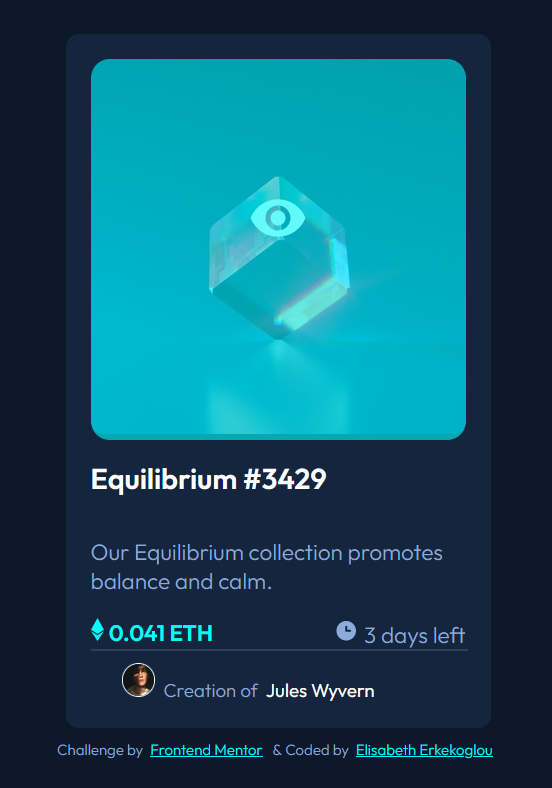 Equilibrium #3429
Our Equilibrium collection promotes
balance and calm.
0.041 ETH 3 days left
Creation of Jules Wyvern
Challenge by Frontend Mentor & Coded by Elisabeth Erkekoglou